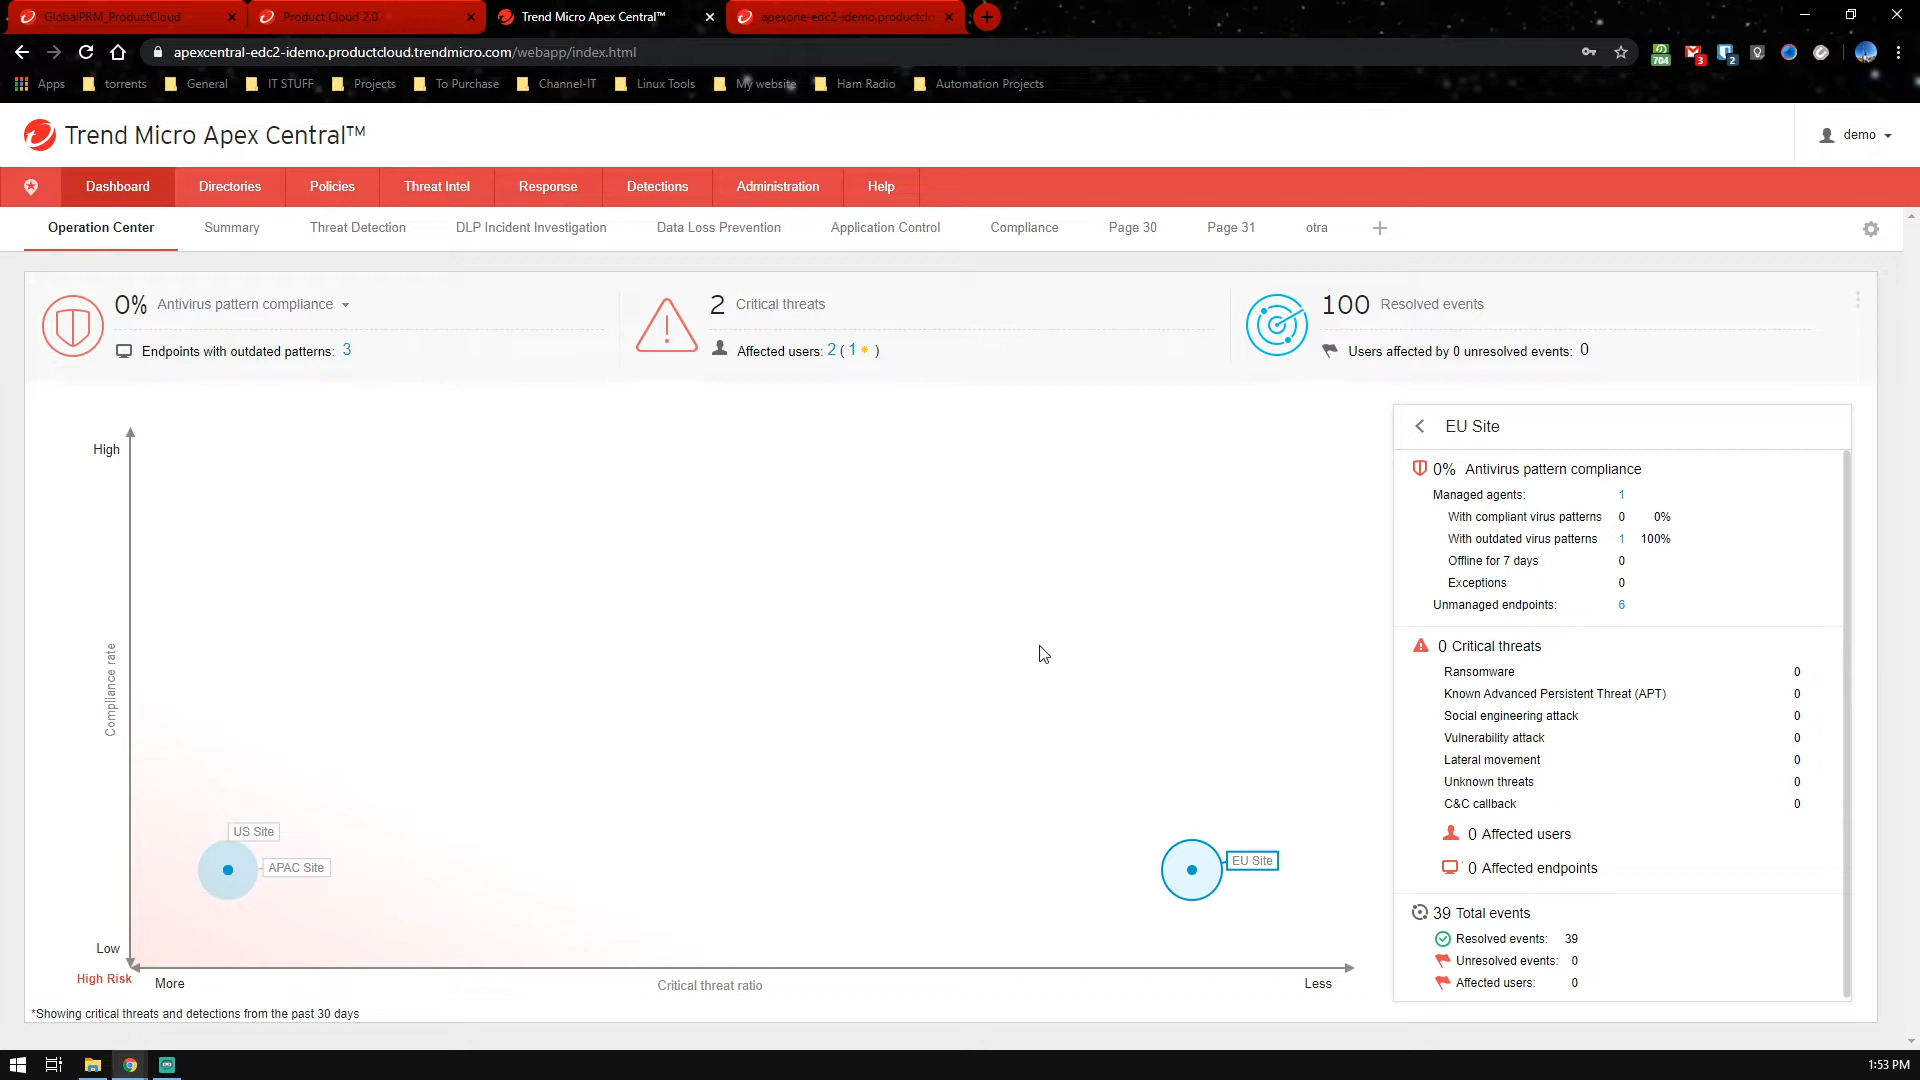 GlobalPRM_ProductCloud
Product Cloud 2.0
Trend Micro Apex Central™
apexone-edc2-idemo.productcl
apexcentral-edc2-idemo.productcloud.trendmicro.com/webapp/index.html
704
3
2
Apps
torrents
General
IT STUFF
Projects
To Purchase
Channel-IT
Linux Tools
My website
Ham Radio
Automation Projects
Trend Micro Apex Central™
demo
Dashboard
Directories
Policies
Threat Intel
Response
Detections
Administration
Help
Operation Center
Summary
Threat Detection
DLP Incident Investigation
Data Loss Prevention
Application Control
Compliance
Page 30
Page 31
otra
0% Antivirus pattern compliance
Endpoints with outdated patterns: 3
2 Critical threats
Affected users: 2 ( 1 )
100 Resolved events
Users affected by 0 unresolved events: 0
High
Compliance rate
US Site
APAC Site
EU Site
Low
High Risk
More
Critical threat ratio
Less
*Showing critical threats and detections from the past 30 days
EU Site
0% Antivirus pattern compliance
Managed agents: 1
With compliant virus patterns 0 0%
With outdated virus patterns 1 100%
Offline for 7 days 0
Exceptions 0
Unmanaged endpoints: 6
0 Critical threats
Ransomware 0
Known Advanced Persistent Threat (APT) 0
Social engineering attack 0
Vulnerability attack 0
Lateral movement 0
Unknown threats 0
C&C callback 0
0 Affected users
0 Affected endpoints
39 Total events
Resolved events: 39
Unresolved events: 0
Affected users: 0
1:53 PM